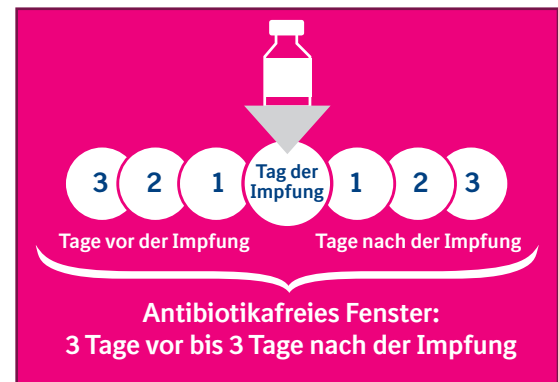 3 2 1 Tag der Impfung 1 2 3
Tage vor der Impfung Tage nach der Impfung
Antibiotikafreies Fenster:
3 Tage vor bis 3 Tage nach der Impfung